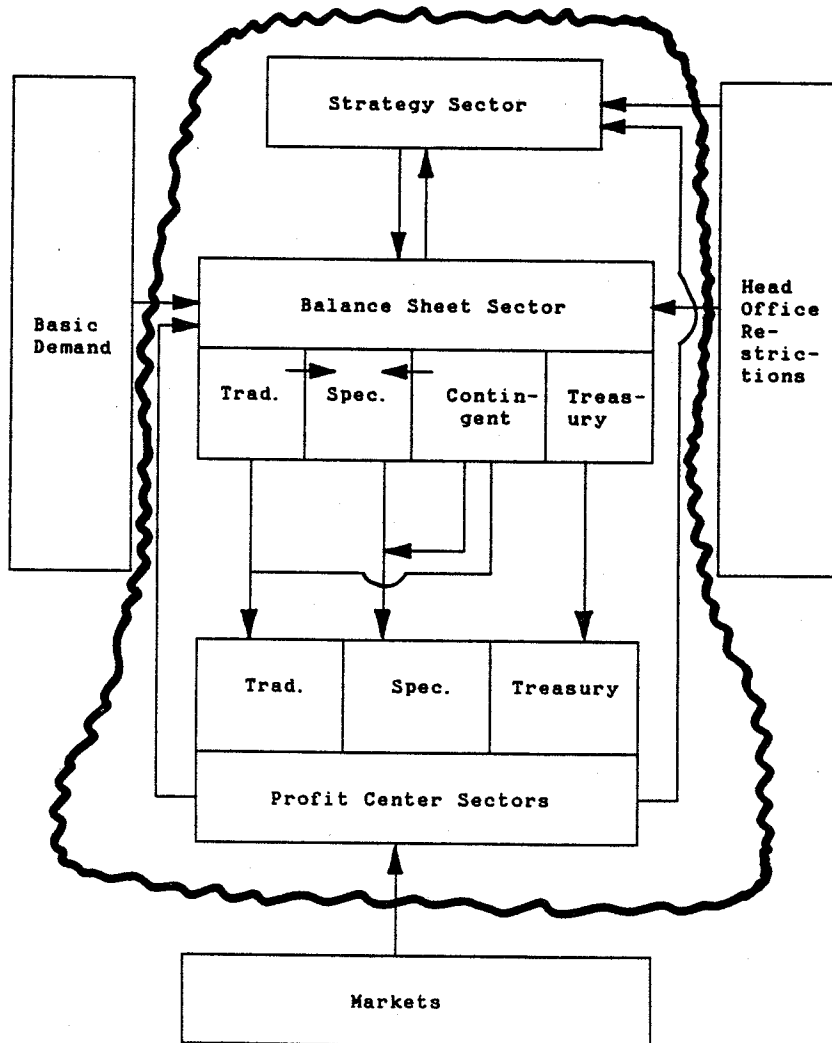 Strategy Sector
Basic
Demand
Balance Sheet Sector
Head
Office
Re-
stric-
tions
Trad.
Spec.
Contin-
gent
Treas-
ury
Trad.
Spec.
Treasury
Profit Center Sectors
Markets